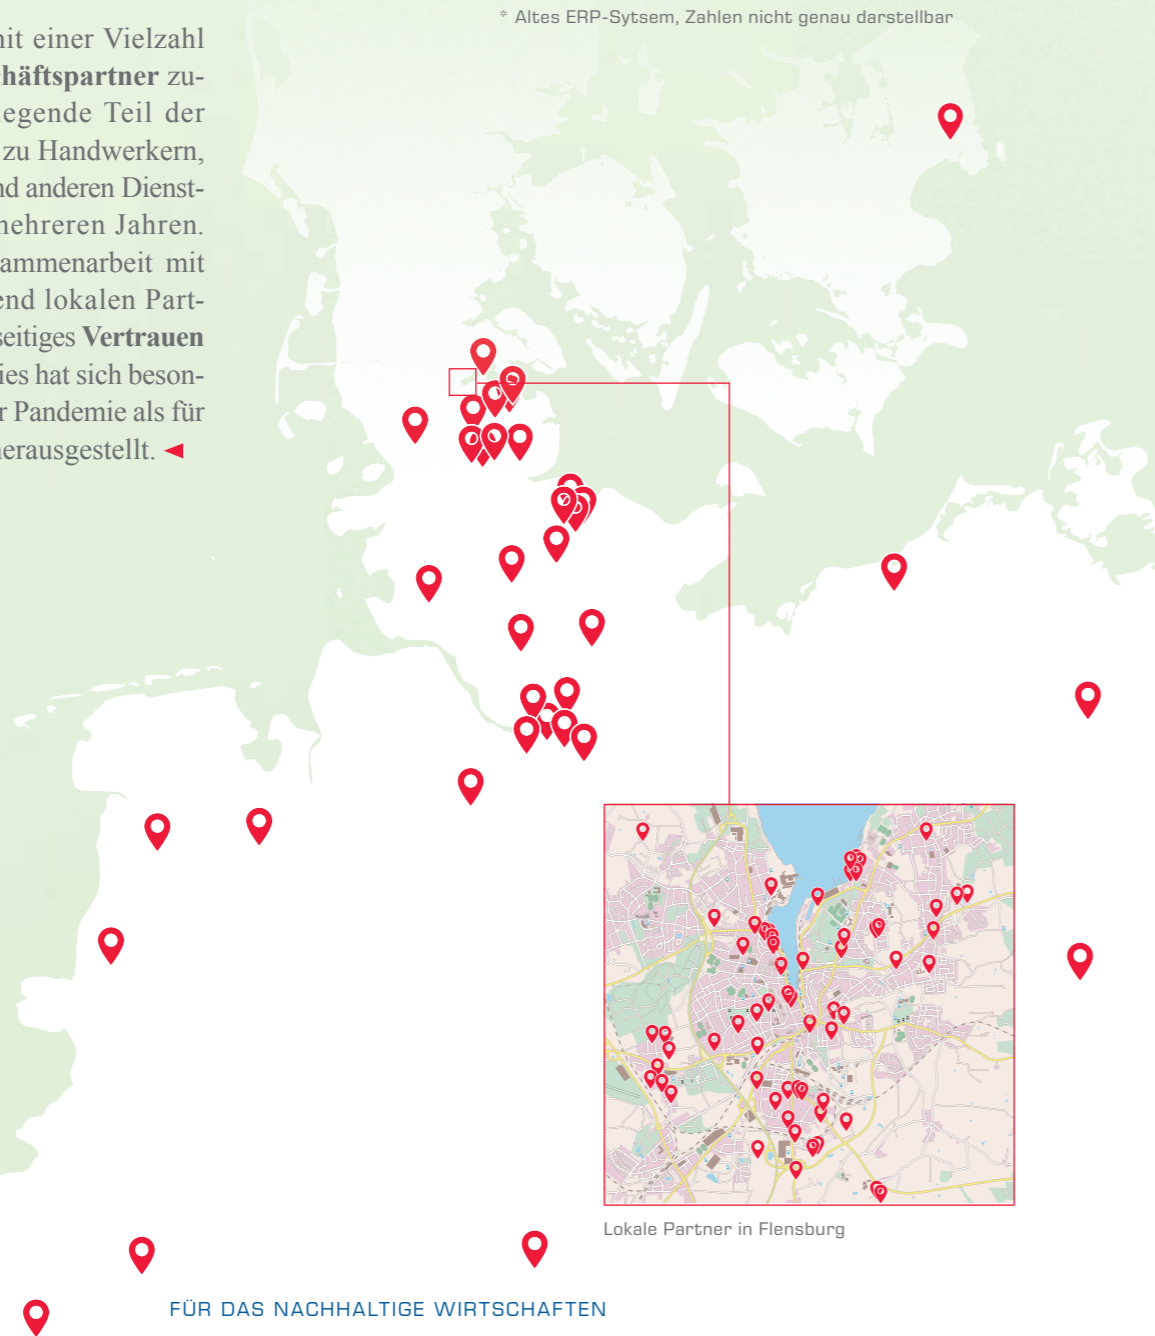 * Altes ERP-Sytsem, Zahlen nicht genau darstellbar
mit einer Vielzahl
häftspartner zu-
egende Teil der
zu Handwerkern,
nd anderen Dienst-
mehreren Jahren.
ammenarbeit mit
end lokalen Part-
seitiges Vertrauen
ies hat sich beson-
r Pandemie als für
herausgestellt. ◄
Lokale Partner in Flensburg
FÜR DAS NACHHALTIGE WIRTSCHAFTEN